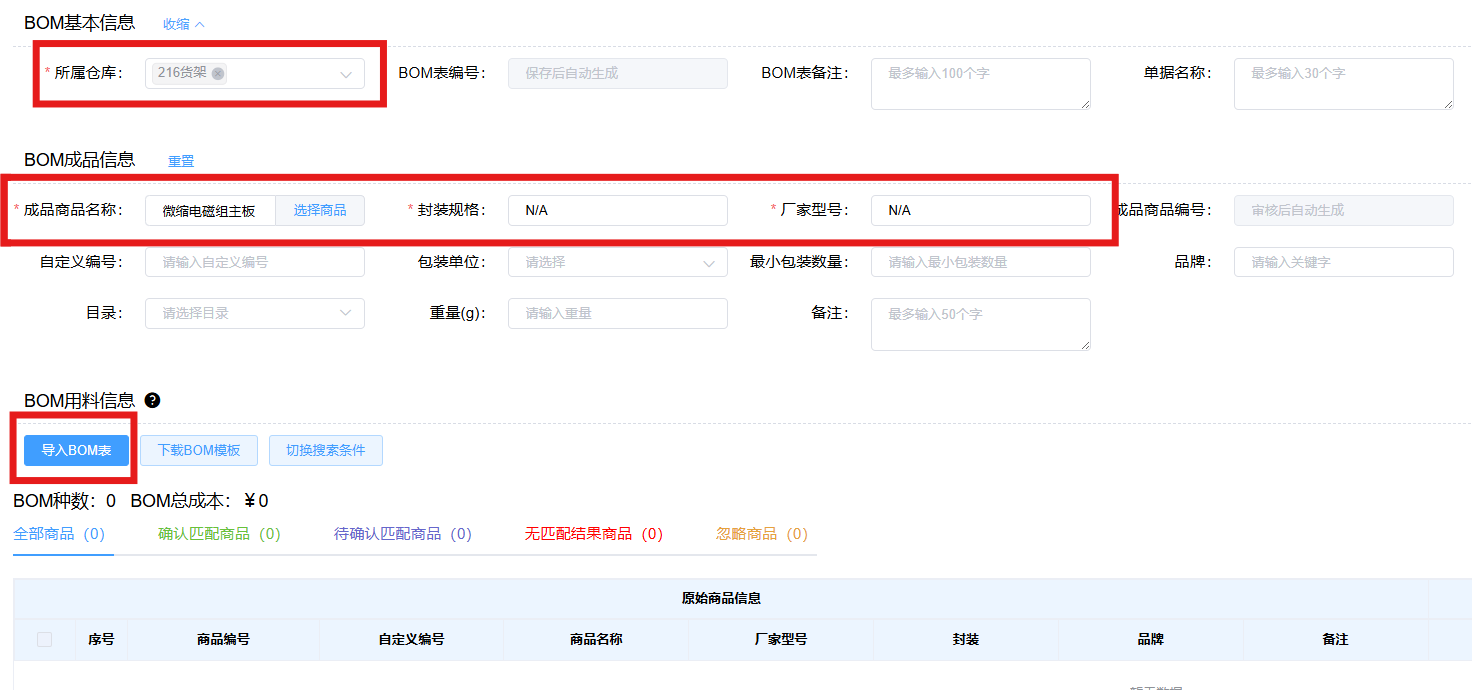 BOM基本信息 收缩
* 所属仓库： 216货架 BOM表编号： 保存后自动生成 BOM表备注： 最多输入100个字 单据名称： 最多输入30个字
BOM成品信息 重置
* 成品商品名称： 微缩电磁组主板 选择商品 * 封装规格： N/A * 厂家型号： N/A 成品商品编号： 审核后自动生成
自定义编号： 请输入自定义编号 包装单位： 请选择 最小包装数量： 请输入最小包装数量 品牌： 请输入关键字
目录： 请选择目录 重量(g)： 请输入重量 备注： 最多输入50个字
BOM用料信息 ?
导入BOM表 下载BOM模板 切换搜索条件
BOM种数：0 BOM总成本：￥0
全部商品 (0) 确认匹配商品 (0) 待确认匹配商品 (0) 无匹配结果商品 (0) 忽略商品 (0)
原始商品信息
序号 商品编号 自定义编号 商品名称 厂家型号 封装 品牌 备注